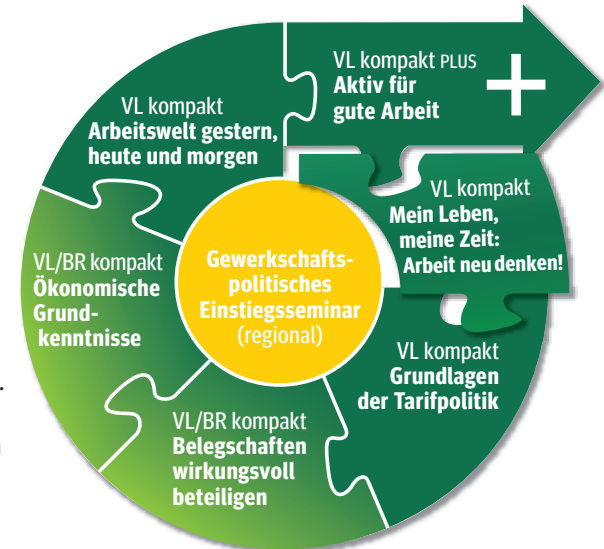 VL kompakt PLUS
Aktiv für
gute Arbeit
+
VL kompakt
Mein Leben,
meine Zeit:
Arbeit neu denken!
VL kompakt
Grundlagen
der Tarifpolitik
VL/BR kompakt
Belegschaften
wirkungsvoll
beteiligen
VL/BR kompakt
Ökonomische
Grund-
kenntnisse
VL kompakt
Arbeitswelt gestern,
heute und morgen
Gewerkschafts-
politisches
Einstiegsseminar
(regional)